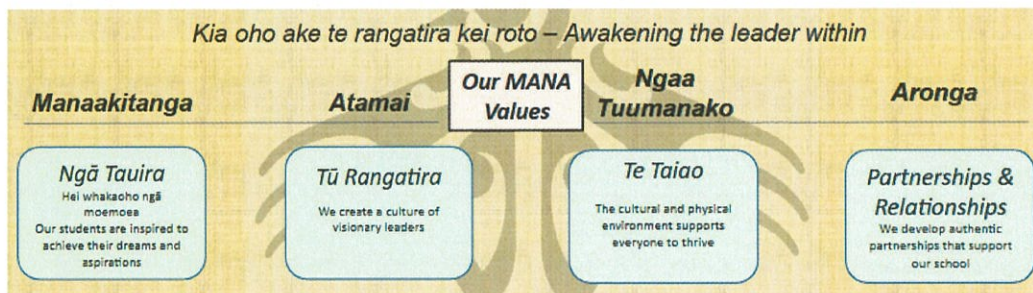 Kia oho ake te rangatira kei roto – Awakening the leader within
Manaakitanga
Atamai
Our MANA
Values
Ngaa
Tuumanako
Aronga
Ngā Tauira
Hei whakaoho ngā
moemoea
Our students are inspired to
achieve their dreams and
aspirations
Tū Rangatira
We create a culture of
visionary leaders
Te Taiao
The cultural and physical
environment supports
everyone to thrive
Partnerships &
Relationships
We develop authentic
partnerships that support
our school